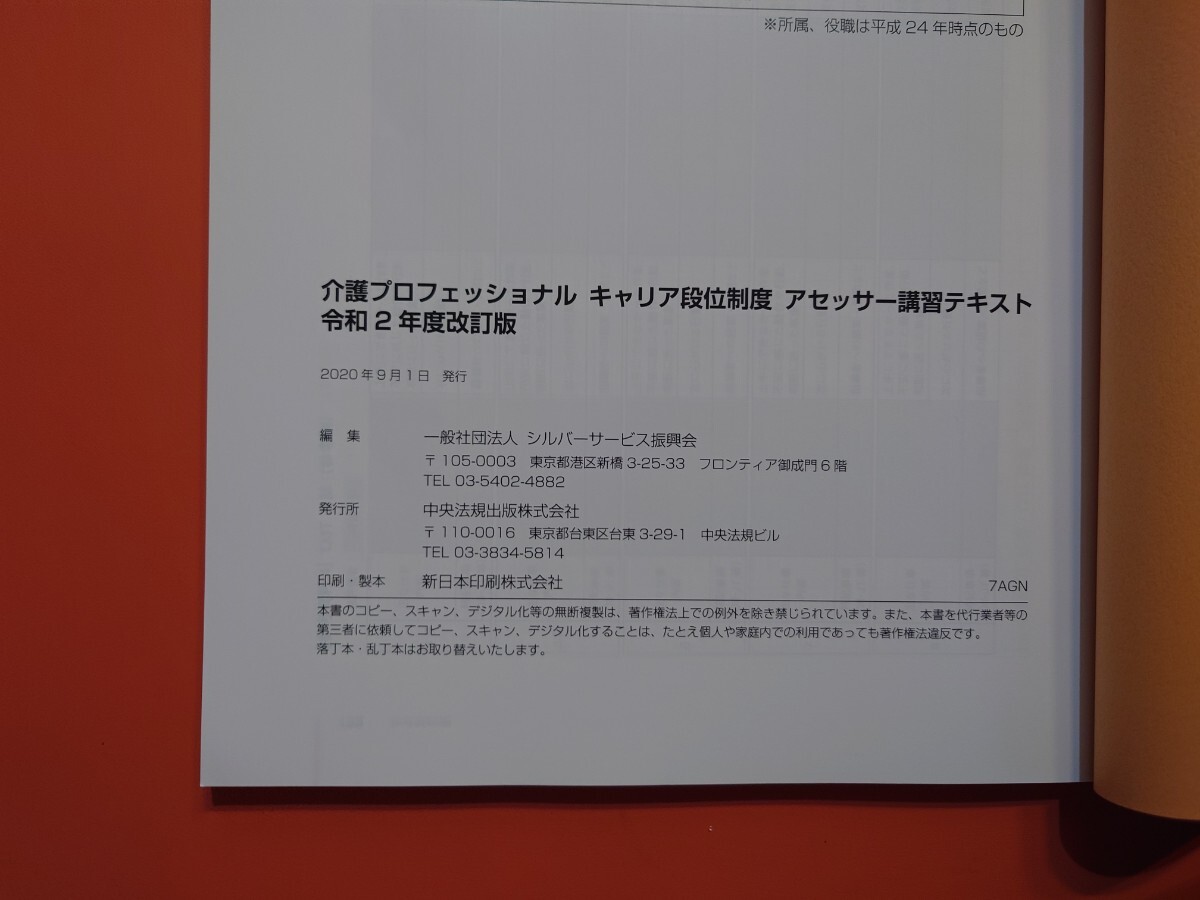 ※所属、役職は平成 24 年時点のもの
介護プロフェッショナル キャリア段位制度 アセッサー講習テキスト
令和 2 年度改訂版
2020 年 9 月 1 日 発行
編 集 一般社団法人 シルバーサービス振興会
〒 105-0003 東京都港区新橋 3-25-33 フロンティア御成門 6 階
TEL 03-5402-4882
発行所 中央法規出版株式会社
〒 110-0016 東京都台東区台東 3-29-1 中央法規ビル
TEL 03-3834-5814
印刷・製本 新日本印刷株式会社 7AGN
本書のコピー、スキャン、デジタル化等の無断複製は、著作権法上での例外を除き禁じられています。また、本書を代行業者等の
第三者に依頼してコピー、スキャン、デジタル化することは、たとえ個人や家庭内での利用であっても著作権法違反です。
落丁本・乱丁本はお取り替えいたします。